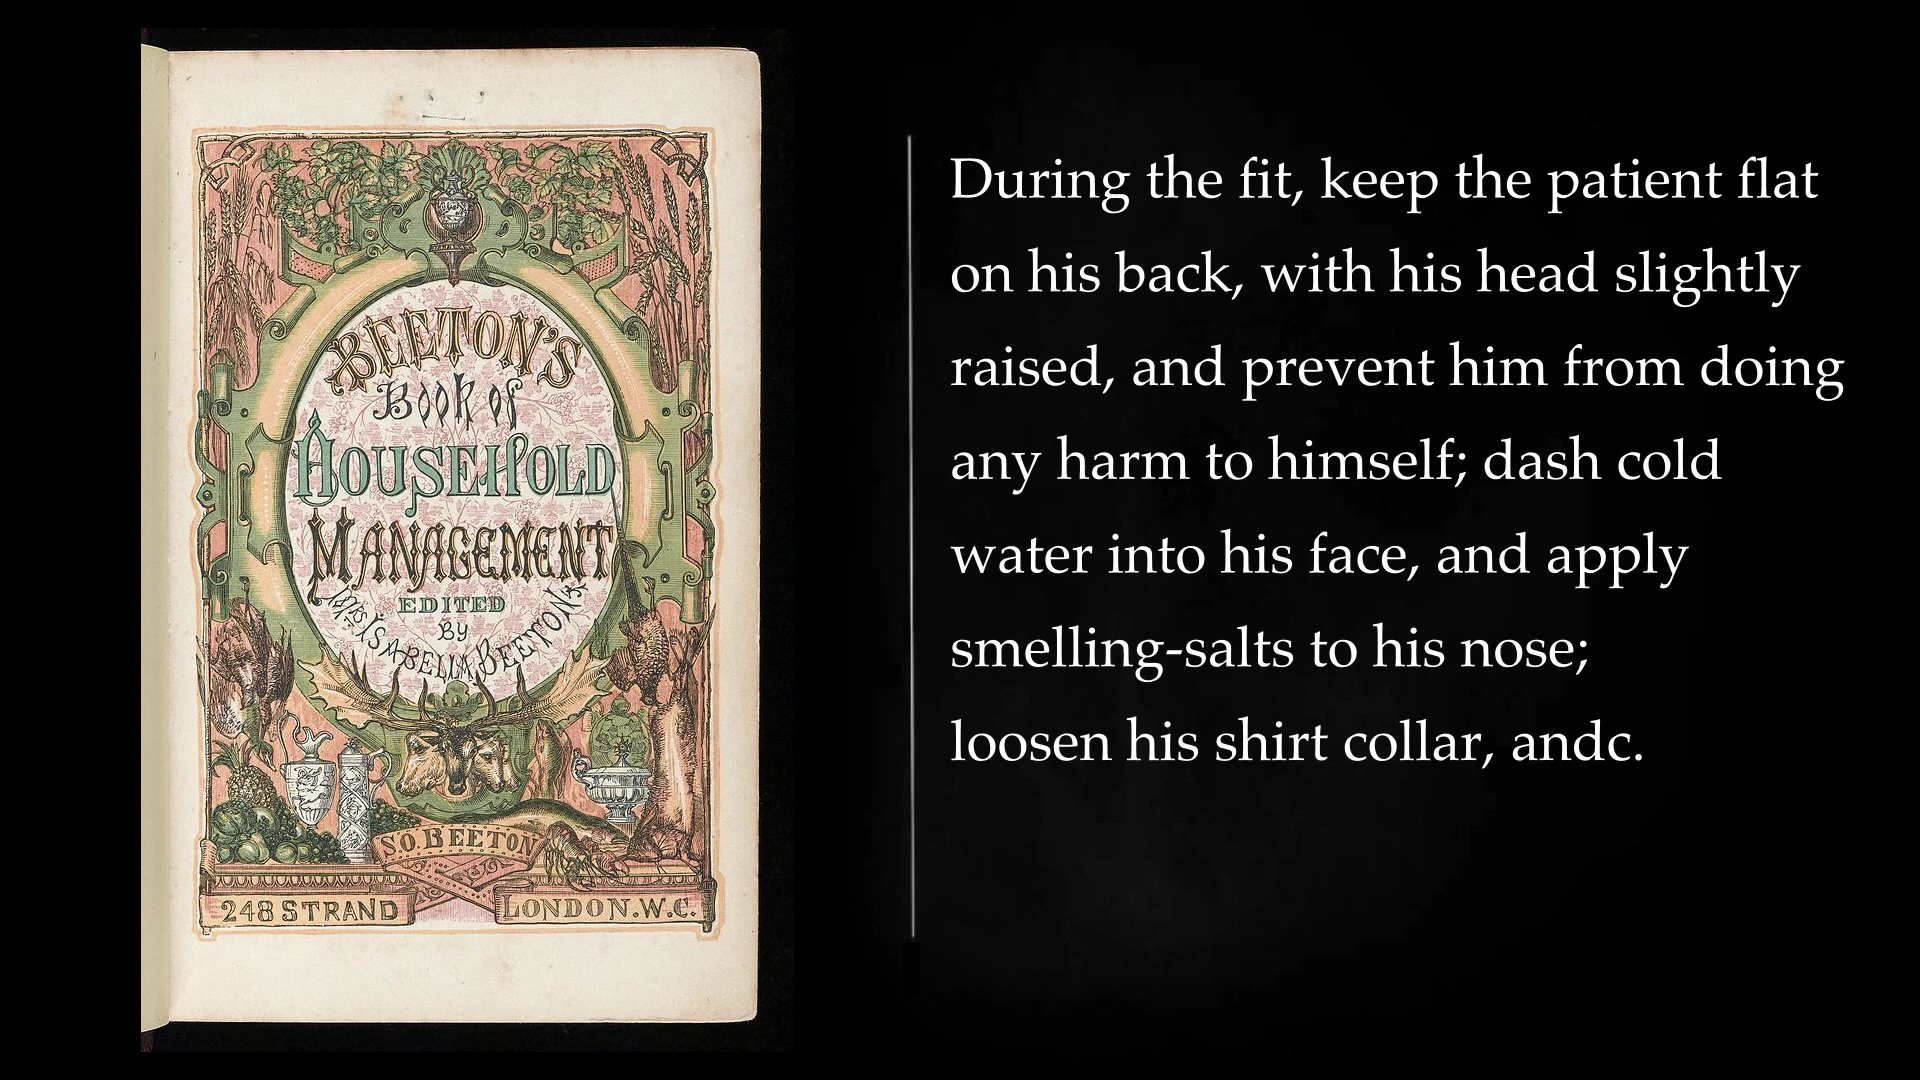 BEETON'S
Book of
HOUSEHOLD
MANAGEMENT
EDITED
BY
MRS ISABELLA BEETON
S.O. BEETON
248 STRAND
LONDON. W.C.
During the fit, keep the patient flat
on his back, with his head slightly
raised, and prevent him from doing
any harm to himself; dash cold
water into his face, and apply
smelling-salts to his nose;
loosen his shirt collar, andc.